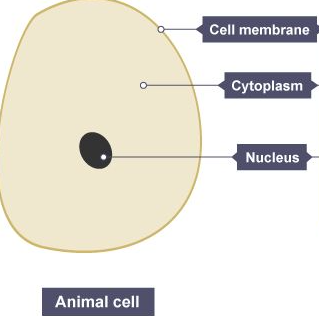 Cell membrane
Cytoplasm
Nucleus
Animal cell